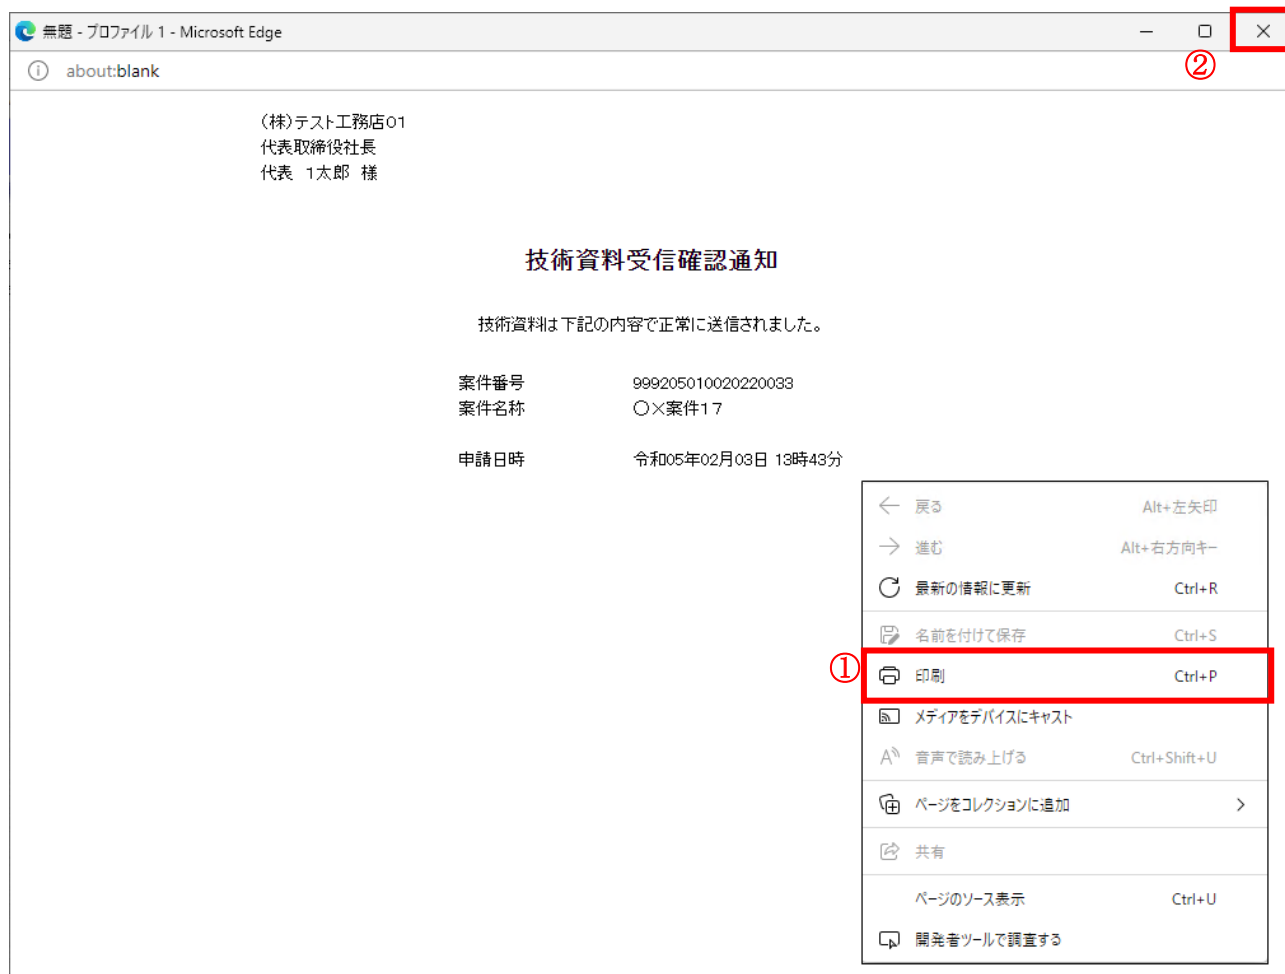 無題 - プロファイル 1 - Microsoft Edge
②
about:blank
(株)テスト工務店01
代表取締役社長
代表 1太郎 様
技術資料受信確認通知
技術資料は下記の内容で正常に送信されました。
案件番号 999205010020220033
案件名称 〇×案件17
申請日時 令和05年02月03日 13時43分
戻る Alt+左矢印
進む Alt+右方向キー
最新の情報に更新 Ctrl+R
名前を付けて保存 Ctrl+S
①
印刷 Ctrl+P
メディアをデバイスにキャスト
音声で読み上げる Ctrl+Shift+U
ページをコレクションに追加
共有
ページのソース表示 Ctrl+U
開発者ツールで調査する